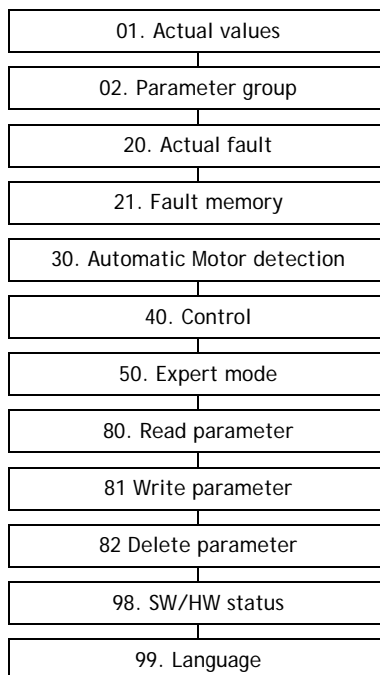 01. Actual values
02. Parameter group
20. Actual fault
21. Fault memory
30. Automatic Motor detection
40. Control
50. Expert mode
80. Read parameter
81 Write parameter
82 Delete parameter
98. SW/HW status
99. Language